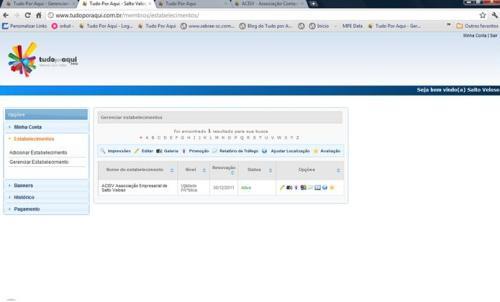 Tudo Por Aqui - Gerenciar
Tudo Por Aqui - Salto Veloso
Tudo Por Aqui
ACISV - Associação Comer
www.tudoporaqui.com.br/membros/estabelecimentos/
Personalizar Links
orkut -
Tudo Por Aqui - Log...
Tudo Por Aqui - Ger...
www.sebrae-sc.com...
Blog do Tudo por A...
MPE Data
Tudo Por Aqui - Ger...
Outros favoritos
Minha Conta | Sair
tudoporaqui
Seja bem vindo(a) Salto Veloso
Opções
Minha Conta
Estabelecimentos
Adicionar Estabelecimento
Gerenciar Estabelecimento
Banners
Histórico
Pagamento
Gerenciar estabelecimentos
Foi encontrado 1 resultado para sua busca
A B C D E F G H I J K L M N O P Q R S T U V W X Y Z
Impressões Editar Galeria Promoção Relatório de Tráfego Ajustar Localização Avaliação
Nome do estabelecimento Nível Renovação Status Opções
ACISV Associação Empresarial de Salto Veloso
30/12/2011
Ativo